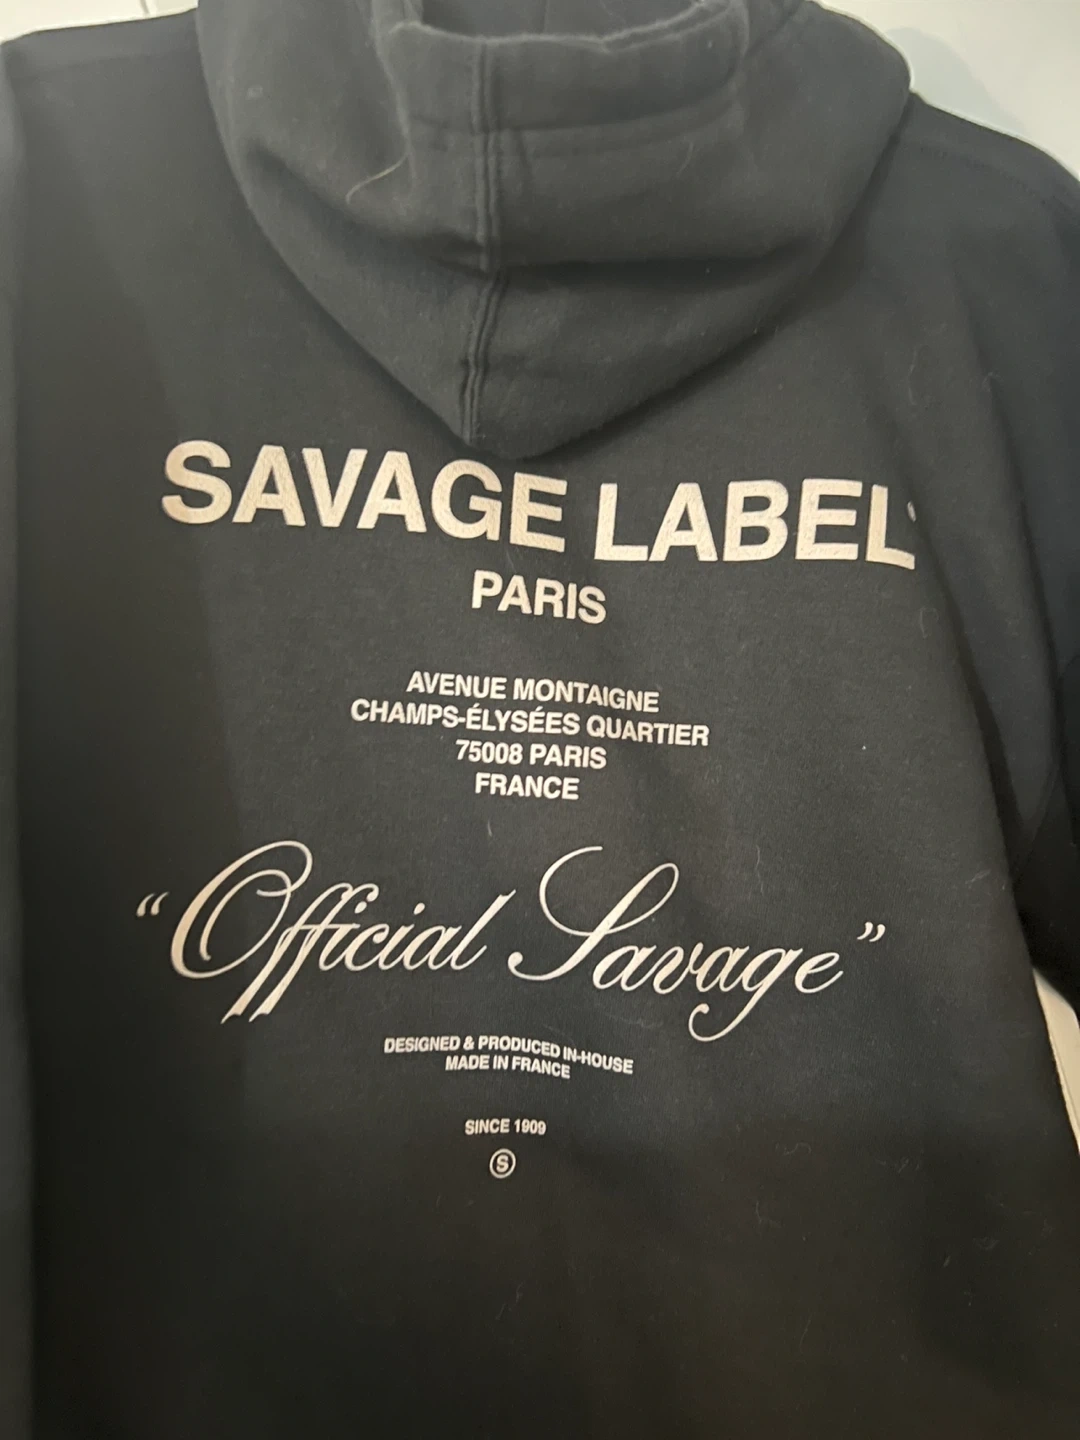 SAVAGE LABEL
PARIS
AVENUE MONTAIGNE
CHAMPS-ÉLYSÉES QUARTIER
75008 PARIS
FRANCE
“Official Savage”
DESIGNED & PRODUCED IN-HOUSE
MADE IN FRANCE
SINCE 1909
Ⓢ